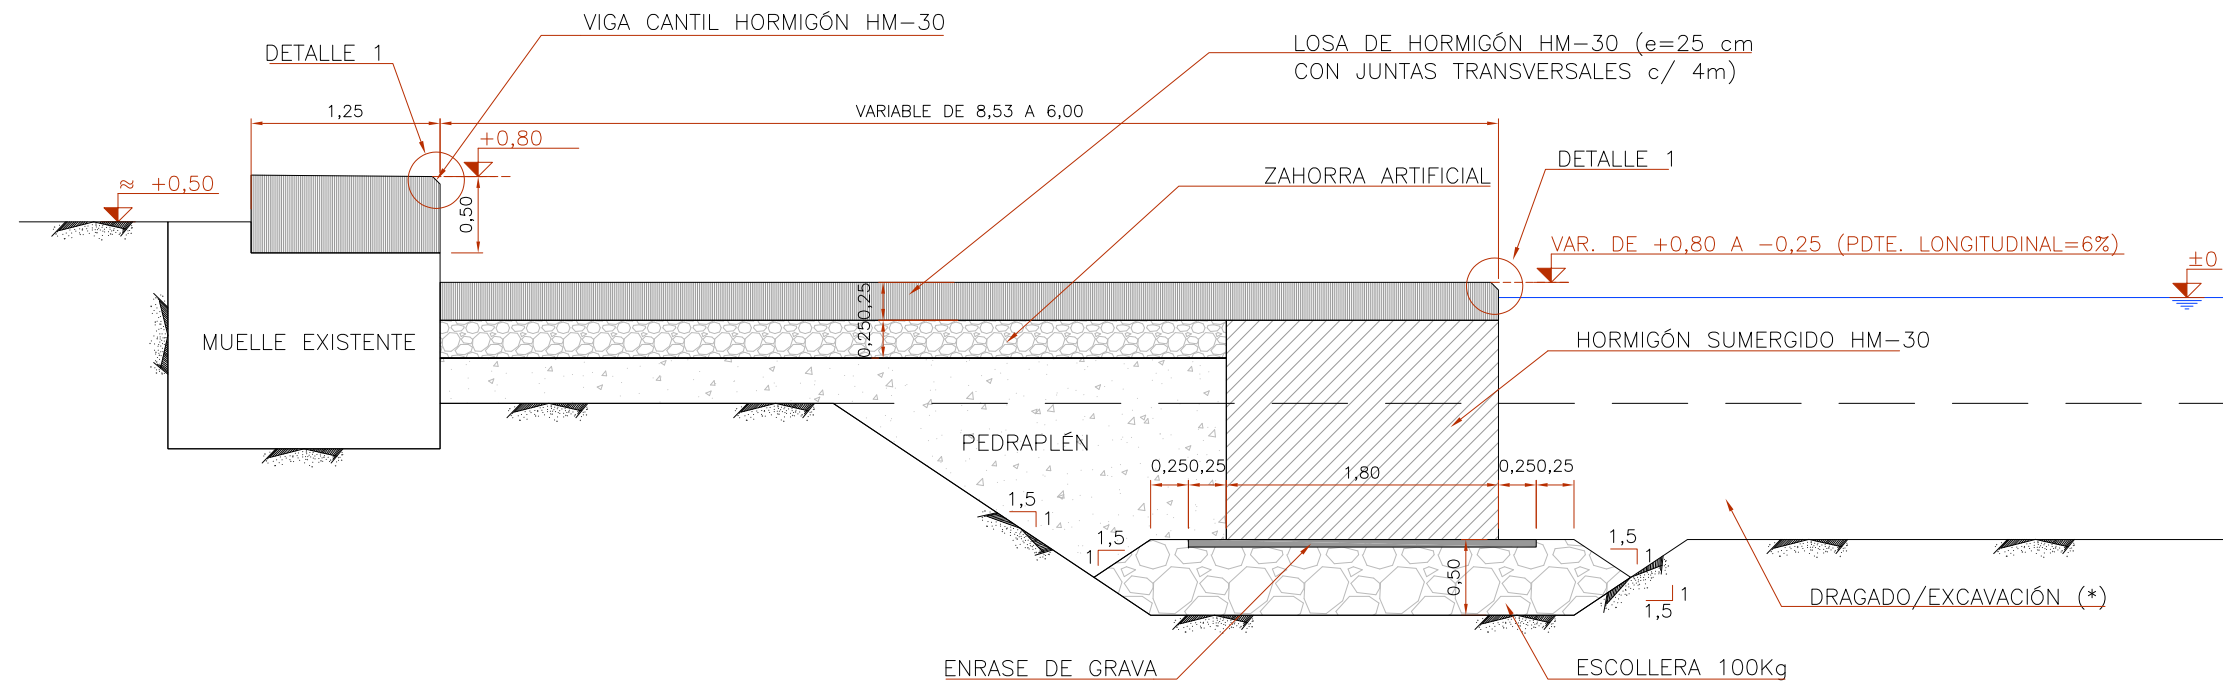 VIGA CANTIL HORMIGÓN HM-30
DETALLE 1
LOSA DE HORMIGÓN HM-30 (e=25 cm
CON JUNTAS TRANSVERSALES c/ 4m)
1,25
VARIABLE DE 8,53 A 6,00
+0,80
DETALLE 1
ZAHORRA ARTIFICIAL
≈ +0,50
0,50
VAR. DE +0,80 A -0,25 (PDTE. LONGITUDINAL=6%)
±0
0,25
0,25
MUELLE EXISTENTE
HORMIGÓN SUMERGIDO HM-30
PEDRAPLÉN
0,25
0,25
1,80
0,25
0,25
1,5
1
1,5
1
1,5
1
0,50
1
1,5
DRAGADO/EXCAVACIÓN (*)
ENRASE DE GRAVA
ESCOLLERA 100Kg